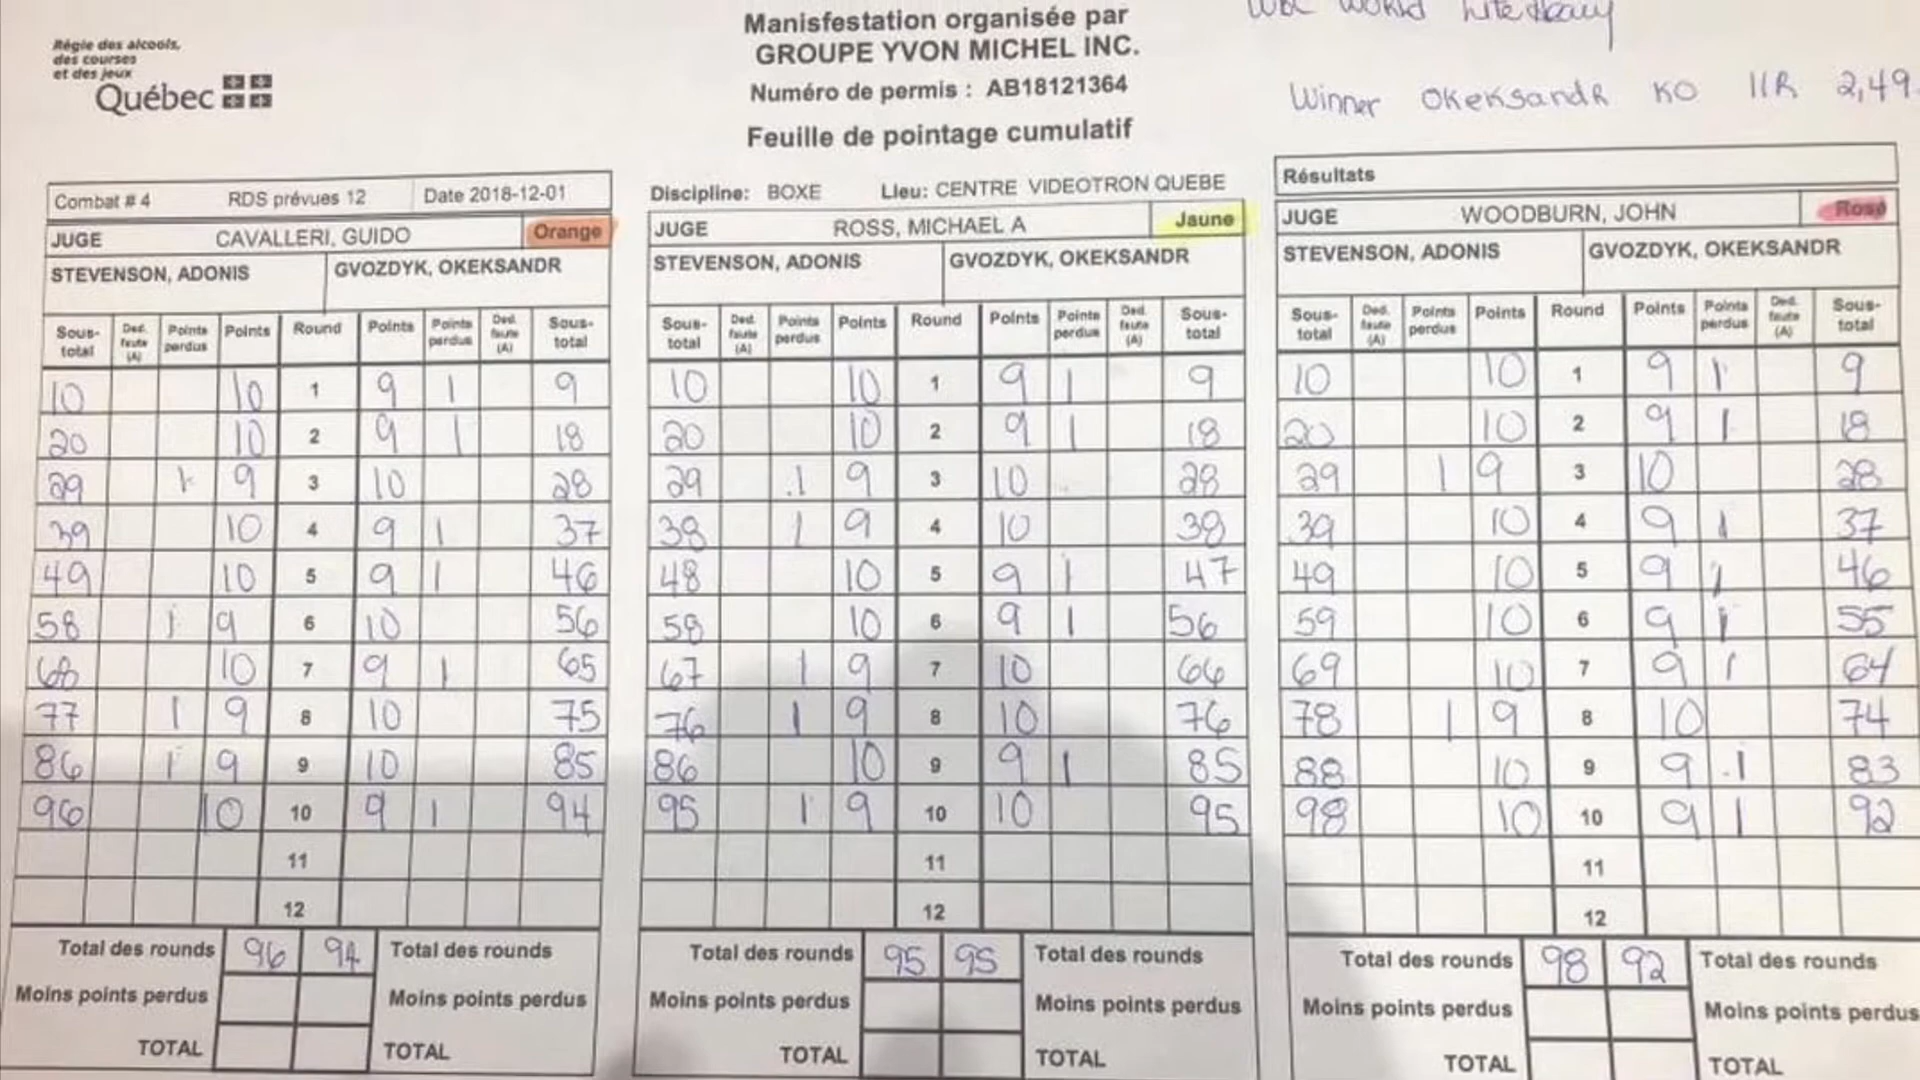 Régie des alcools,
des courses
et des jeux
Québec
Manisfestation organisée par
GROUPE YVON MICHEL INC.
Numéro de permis : AB18121364
Feuille de pointage cumulatif
WBC World
Winner Okeksandr KO 11R 2,49
Combat # 4 RDS prévues 12 Date 2018-12-01
Discipline: BOXE Lieu: CENTRE VIDEOTRON QUEBE
Résultats
JUGE CAVALLERI, GUIDO Orange
STEVENSON, ADONIS GVOZDYK, OKEKSANDR
Sous-total Ded. faute (A) Points perdus Points Round Points Points perdus Ded. faute (A) Sous-total
10 10 1 9 1 9
20 10 2 9 1 18
29 1 9 3 10 28
39 10 4 9 1 37
49 10 5 9 1 46
58 1 9 6 10 56
68 10 7 9 1 65
77 1 9 8 10 75
86 1 9 9 10 85
96 10 10 9 1 94
11
12
Total des rounds 96 94 Total des rounds
Moins points perdus Moins points perdus
TOTAL TOTAL
JUGE ROSS, MICHAEL A Jaune
STEVENSON, ADONIS GVOZDYK, OKEKSANDR
Sous-total Ded. faute (A) Points perdus Points Round Points Points perdus Ded. faute (A) Sous-total
10 10 1 9 1 9
20 10 2 9 1 18
29 1 9 3 10 28
38 1 9 4 10 38
48 10 5 9 1 47
58 10 6 9 1 56
67 1 9 7 10 66
76 1 9 8 10 76
86 10 9 9 1 85
95 1 9 10 10 95
11
12
Total des rounds 95 95 Total des rounds
Moins points perdus Moins points perdus
TOTAL TOTAL
JUGE WOODBURN, JOHN Rose
STEVENSON, ADONIS GVOZDYK, OKEKSANDR
Sous-total Ded. faute (A) Points perdus Points Round Points Points perdus Ded. faute (A) Sous-total
10 10 1 9 1 9
20 10 2 9 1 18
29 1 9 3 10 28
39 10 4 9 1 37
49 10 5 9 1 46
59 10 6 9 1 55
69 10 7 9 1 64
78 1 9 8 10 74
88 10 9 9 1 83
98 10 10 9 1 92
11
12
Total des rounds 98 92 Total des rounds
Moins points perdus Moins points perdus
TOTAL TOTAL